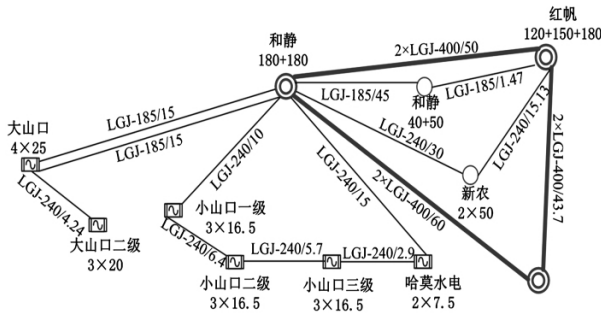 红帆
120+150+180
和静
180+180
2×LGJ-400/50
LGJ-185/45
和静
40+50
LGJ-185/1.47
LGJ-240/15.13
2×LGJ-400/43.7
LGJ-185/15
LGJ-185/15
大山口
4×25
LGJ-240/10
LGJ-240/15
LGJ-240/30
2×LGJ-400/60
新农
2×50
LGJ-240/4.24
大山口二级
3×20
小山口一级
3×16.5
LGJ-240/6.4
LGJ-240/5.7
LGJ-240/2.9
小山口二级
3×16.5
小山口三级
3×16.5
哈莫水电
2×7.5